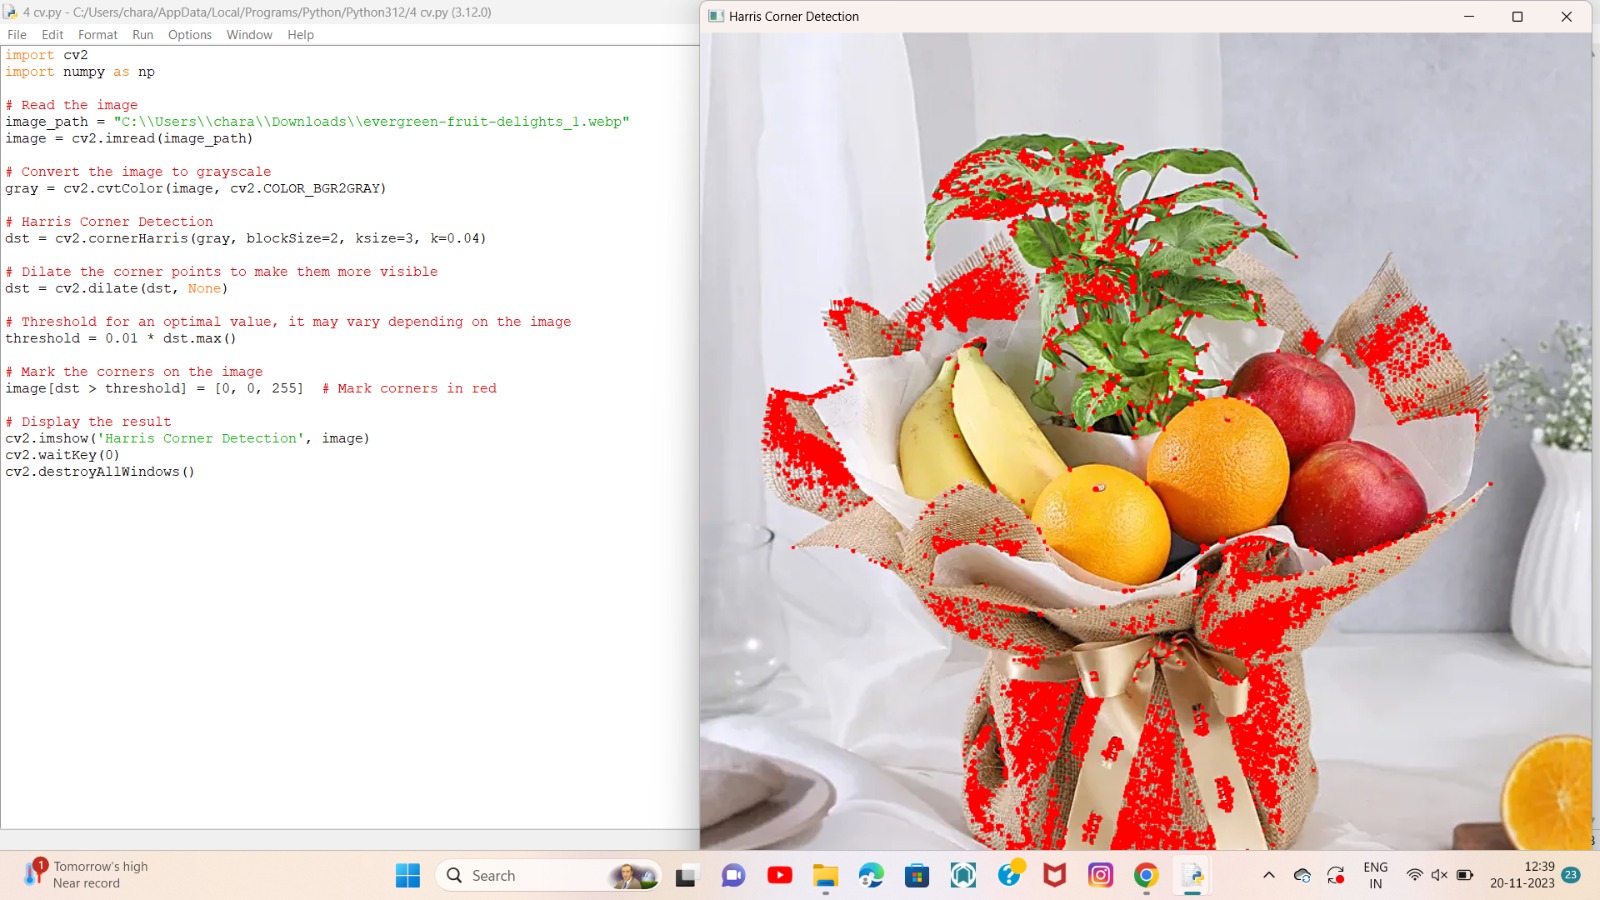 4 cv.py - C:/Users/chara/AppData/Local/Programs/Python/Python312/4 cv.py (3.12.0)
File Edit Format Run Options Window Help
import cv2
import numpy as np
# Read the image
image_path = "C:\\Users\\chara\\Downloads\\evergreen-fruit-delights_1.webp"
image = cv2.imread(image_path)
# Convert the image to grayscale
gray = cv2.cvtColor(image, cv2.COLOR_BGR2GRAY)
# Harris Corner Detection
dst = cv2.cornerHarris(gray, blockSize=2, ksize=3, k=0.04)
# Dilate the corner points to make them more visible
dst = cv2.dilate(dst, None)
# Threshold for an optimal value, it may vary depending on the image
threshold = 0.01 * dst.max()
# Mark the corners on the image
image[dst > threshold] = [0, 0, 255]  # Mark corners in red
# Display the result
cv2.imshow('Harris Corner Detection', image)
cv2.waitKey(0)
cv2.destroyAllWindows()
Harris Corner Detection
1
Tomorrow's high
Near record
Search
ENG
IN
12:39
20-11-2023
23